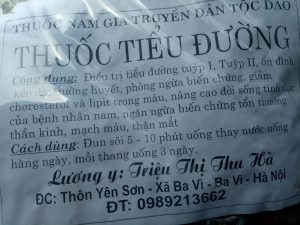 THUỐC NAM GIA TRUYỀN DÂN TỘC DAO
THUỐC TIỂU ĐƯỜNG
Công dụng: Điều trị tiểu đường tuýp I, Tuýp II, ổn định
đường huyết, phòng ngừa biến chứng, giảm
cholesterol và lipit trong máu, nâng cao đời sống
của bệnh nhân nam, ngăn ngừa biến chứng tổn thương
thần kinh, mạch máu, thận mắt
Cách dùng: Đun sôi 5 - 10 phút uống thay nước uống
hàng ngày, mỗi thang uống 3 ngày.
Lương y: Triệu Thị Thu Hà
ĐC: Thôn Yên Sơn - Xã Ba Vì - Ba Vì - Hà Nội
ĐT: 0989213662